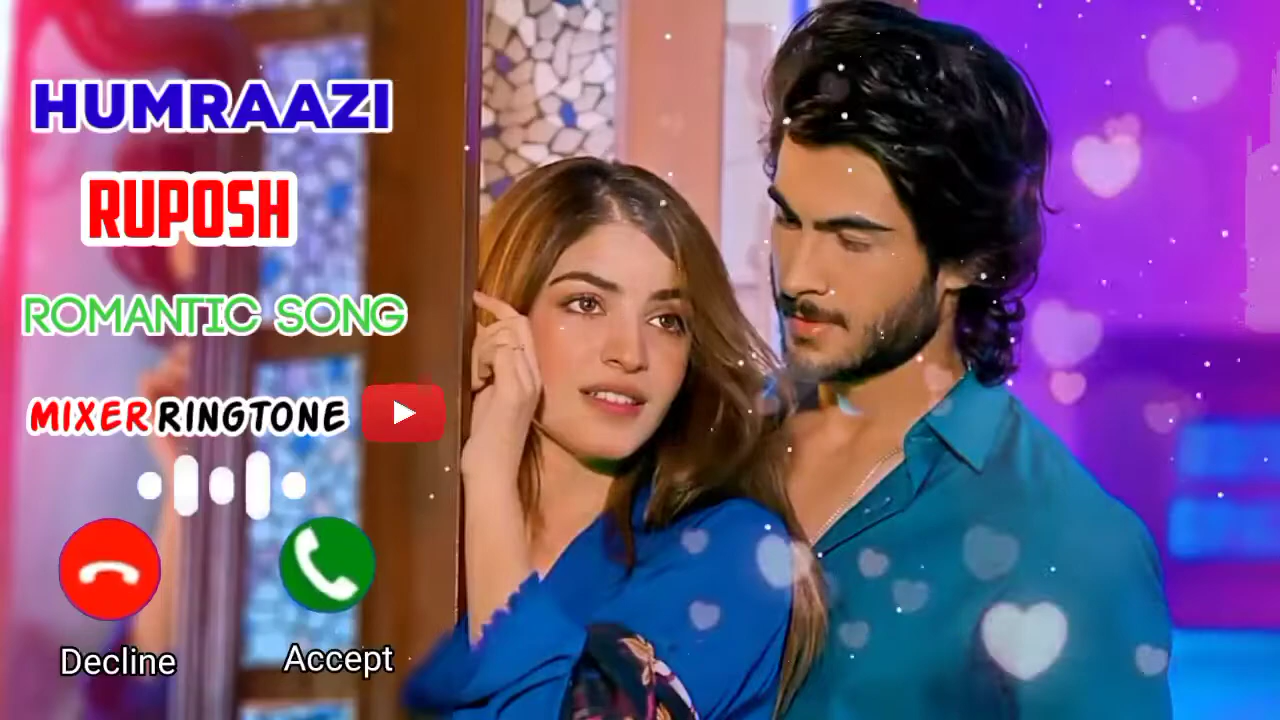 HUMRAAZI
RUPOSH
ROMANTIC SONG
MIXER RINGTONE
Decline
Accept